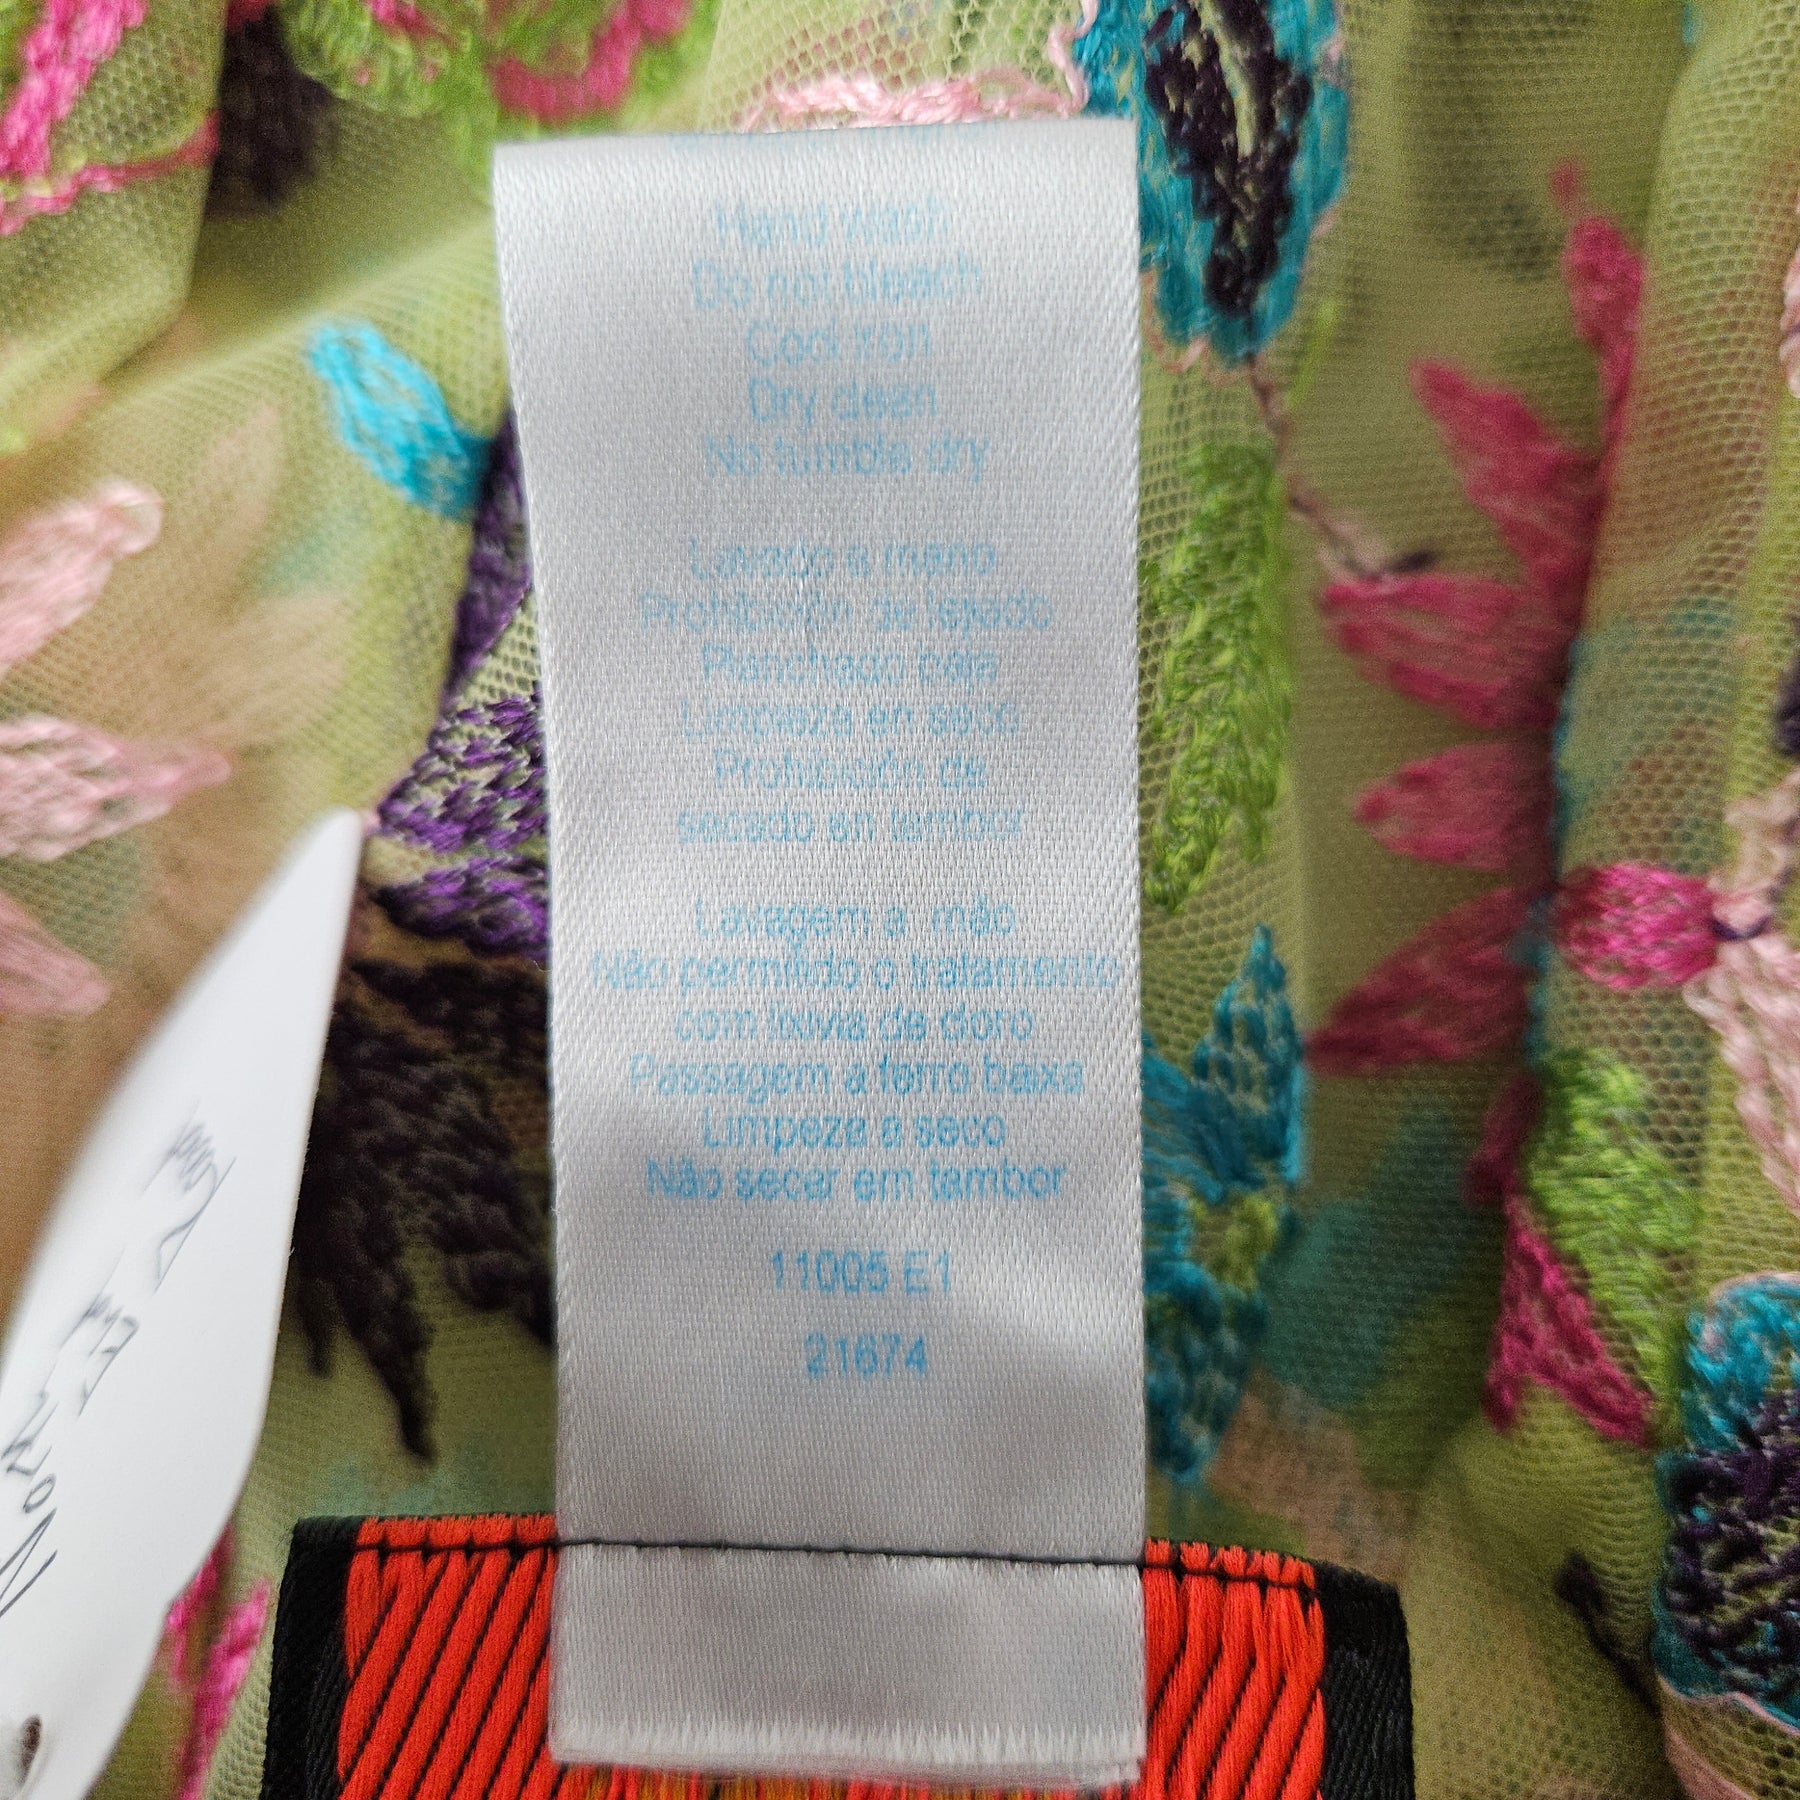 Hand wash
Do not bleach
Cool iron
Dry clean
No tumble dry
Lavado a mano
Prohibición de lejiado
Planchado baja
Limpieza en seco
Prohibición de
secado en tambor
Lavagem a mão
Não permitido o tratamento
com lixivia de cloro
Passagem a ferro baixa
Limpeza a seco
Não secar em tambor
11005 E1
21674